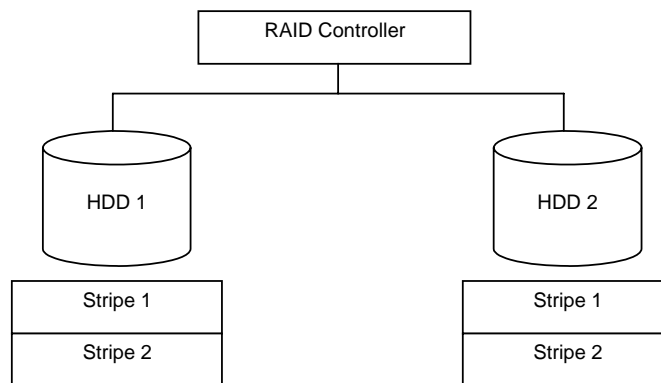 RAID Controller
HDD 1
HDD 2
Stripe 1
Stripe 1
Stripe 2
Stripe 2